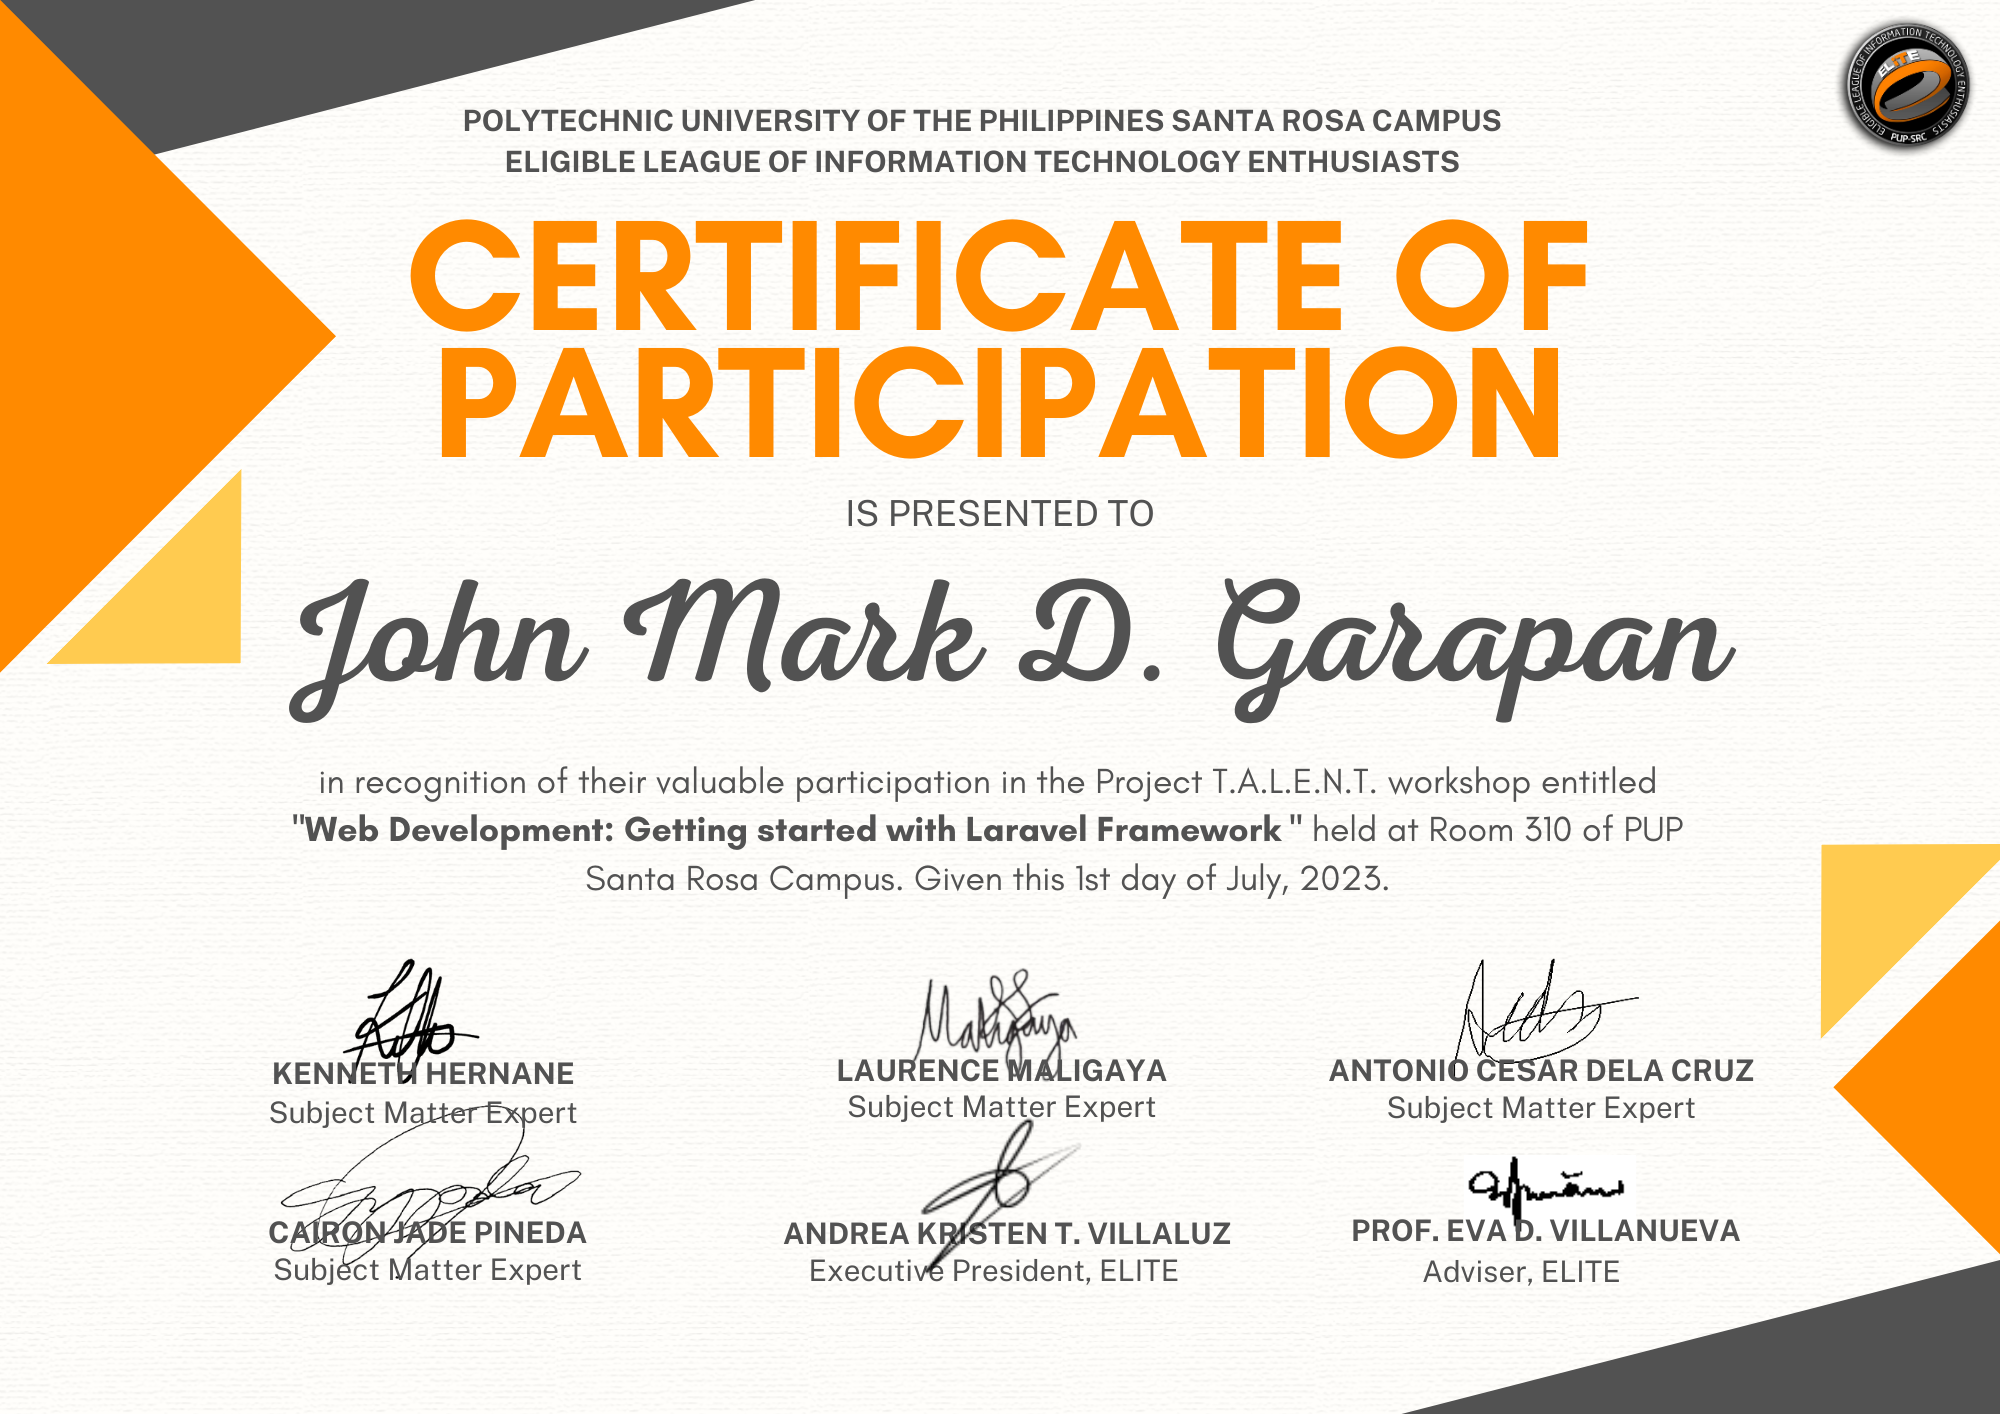 POLYTECHNIC UNIVERSITY OF THE PHILIPPINES SANTA ROSA CAMPUS
ELIGIBLE LEAGUE OF INFORMATION TECHNOLOGY ENTHUSIASTS
ELIGIBLE LEAGUE OF INFORMATION TECHNOLOGY ENTHUSIASTS
ELITE
PUP-SRC
CERTIFICATE OF
PARTICIPATION
IS PRESENTED TO
John Mark D. Garapan
in recognition of their valuable participation in the Project T.A.L.E.N.T. workshop entitled
"Web Development: Getting started with Laravel Framework " held at Room 310 of PUP
Santa Rosa Campus. Given this 1st day of July, 2023.
Maligaya
KENNETH HERNANE
Subject Matter Expert
LAURENCE MALIGAYA
Subject Matter Expert
ANTONIO CESAR DELA CRUZ
Subject Matter Expert
CAIRON JADE PINEDA
Subject Matter Expert
ANDREA KRISTEN T. VILLALUZ
Executive President, ELITE
PROF. EVA D. VILLANUEVA
Adviser, ELITE